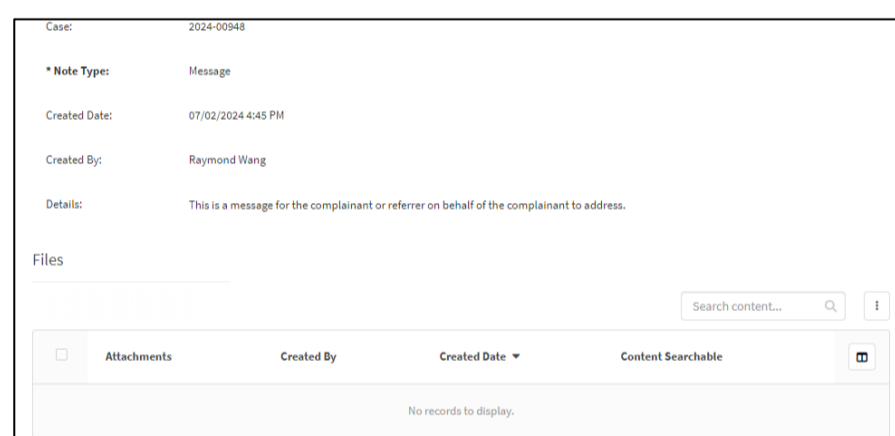 Case: 2024-00948
* Note Type: Message
Created Date: 07/02/2024 4:45 PM
Created By: Raymond Wang
Details: This is a message for the complainant or referrer on behalf of the complainant to address.
Files
Search content...
Attachments Created By Created Date Content Searchable
No records to display.